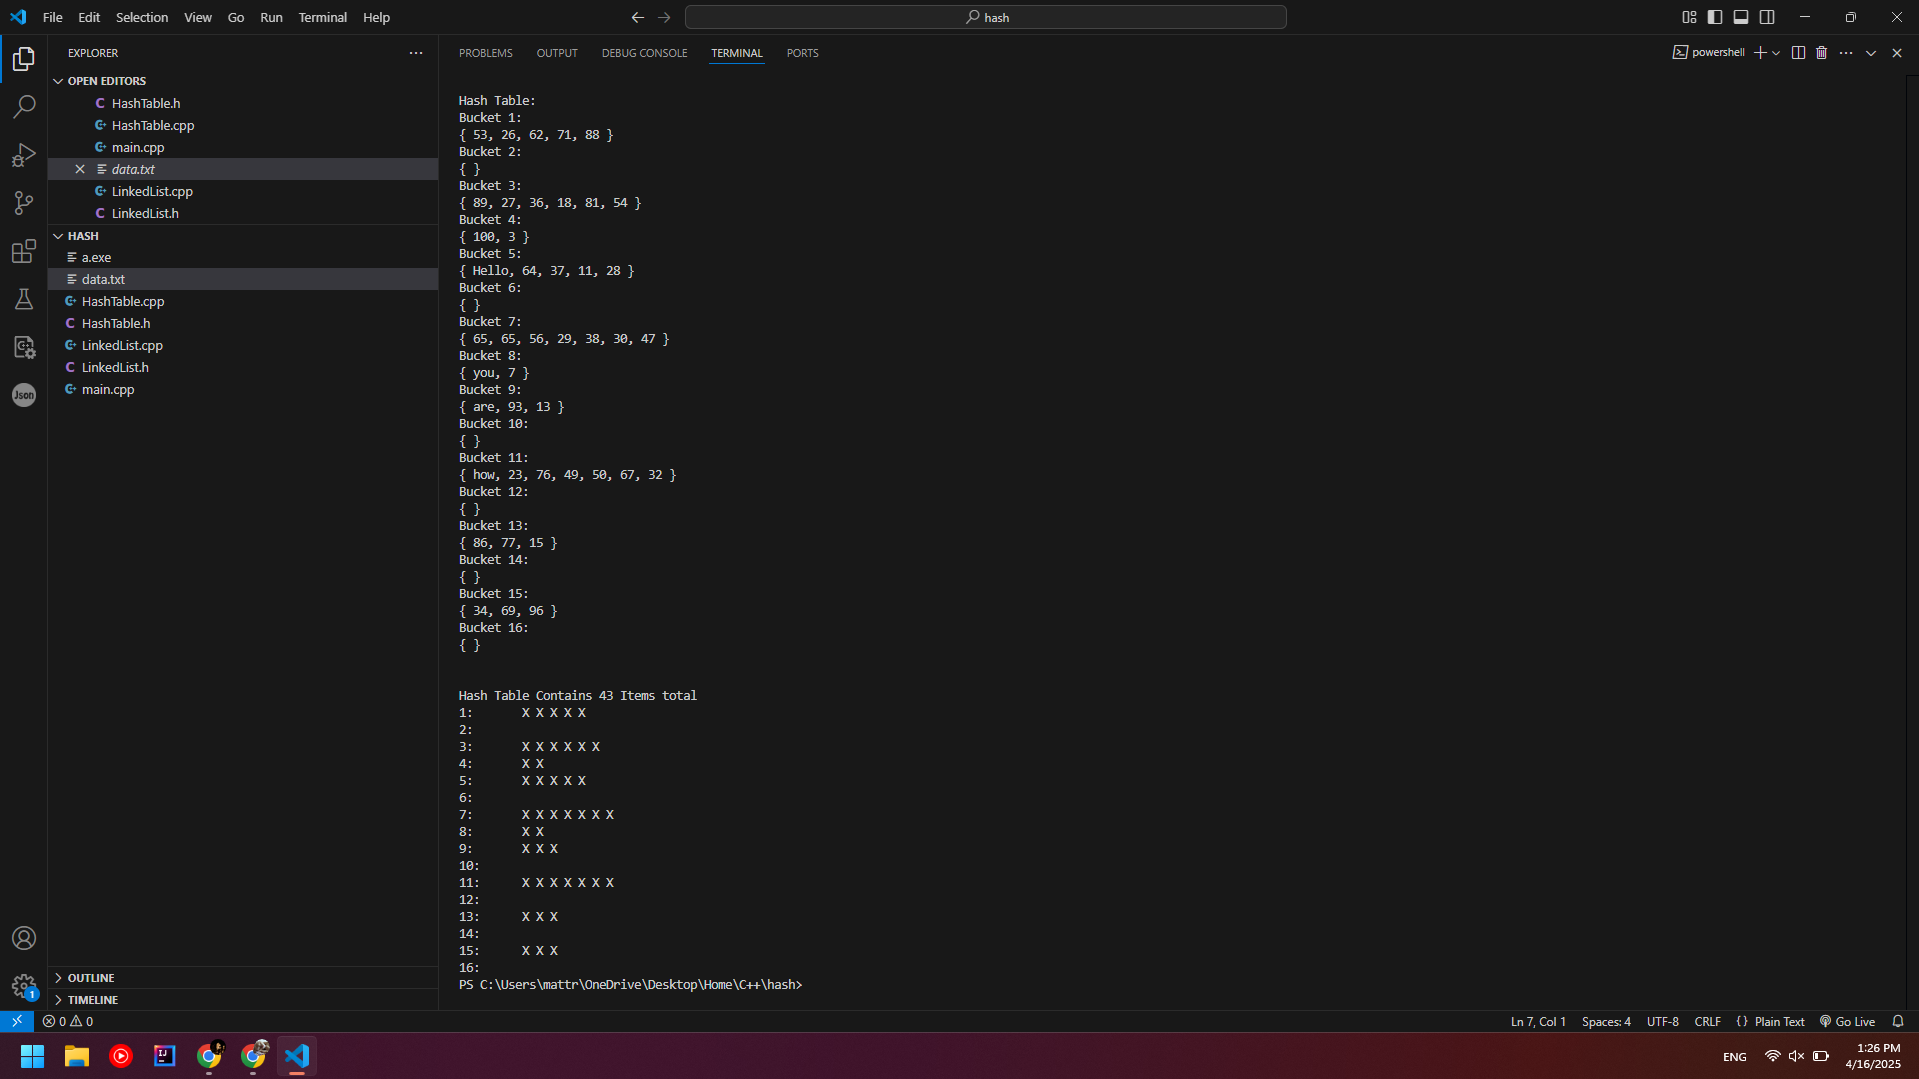 File Edit Selection View Go Run Terminal Help
hash
EXPLORER
OPEN EDITORS
C HashTable.h
HashTable.cpp
main.cpp
data.txt
LinkedList.cpp
C LinkedList.h
HASH
a.exe
data.txt
HashTable.cpp
C HashTable.h
LinkedList.cpp
C LinkedList.h
main.cpp
Json
OUTLINE
TIMELINE
1
PROBLEMS OUTPUT DEBUG CONSOLE TERMINAL PORTS
powershell
Hash Table:
Bucket 1:
{ 53, 26, 62, 71, 88 }
Bucket 2:
{ }
Bucket 3:
{ 89, 27, 36, 18, 81, 54 }
Bucket 4:
{ 100, 3 }
Bucket 5:
{ Hello, 64, 37, 11, 28 }
Bucket 6:
{ }
Bucket 7:
{ 65, 65, 56, 29, 38, 30, 47 }
Bucket 8:
{ you, 7 }
Bucket 9:
{ are, 93, 13 }
Bucket 10:
{ }
Bucket 11:
{ how, 23, 76, 49, 50, 67, 32 }
Bucket 12:
{ }
Bucket 13:
{ 86, 77, 15 }
Bucket 14:
{ }
Bucket 15:
{ 34, 69, 96 }
Bucket 16:
{ }
Hash Table Contains 43 Items total
1: X X X X X
2:
3: X X X X X X
4: X X
5: X X X X X
6:
7: X X X X X X X
8: X X
9: X X X
10:
11: X X X X X X X
12:
13: X X X
14:
15: X X X
16:
PS C:\Users\mattr\OneDrive\Desktop\Home\C++\hash>
0 0
Ln 7, Col 1 Spaces: 4 UTF-8 CRLF {} Plain Text Go Live
IJ
ENG
1:26 PM
4/16/2025